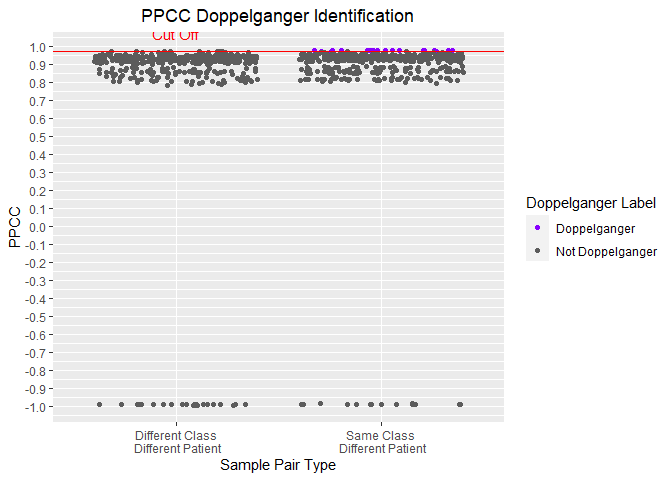 PPCC Doppelganger Identification
Cut Off
1.0
0.9
0.8
0.7
0.6
0.5
0.4
0.3
0.2
0.1
0.0
-0.1
-0.2
-0.3
-0.4
-0.5
-0.6
-0.7
-0.8
-0.9
-1.0
PPCC
Different Class
Different Patient
Same Class
Different Patient
Sample Pair Type
Doppelganger Label
Doppelganger
Not Doppelganger